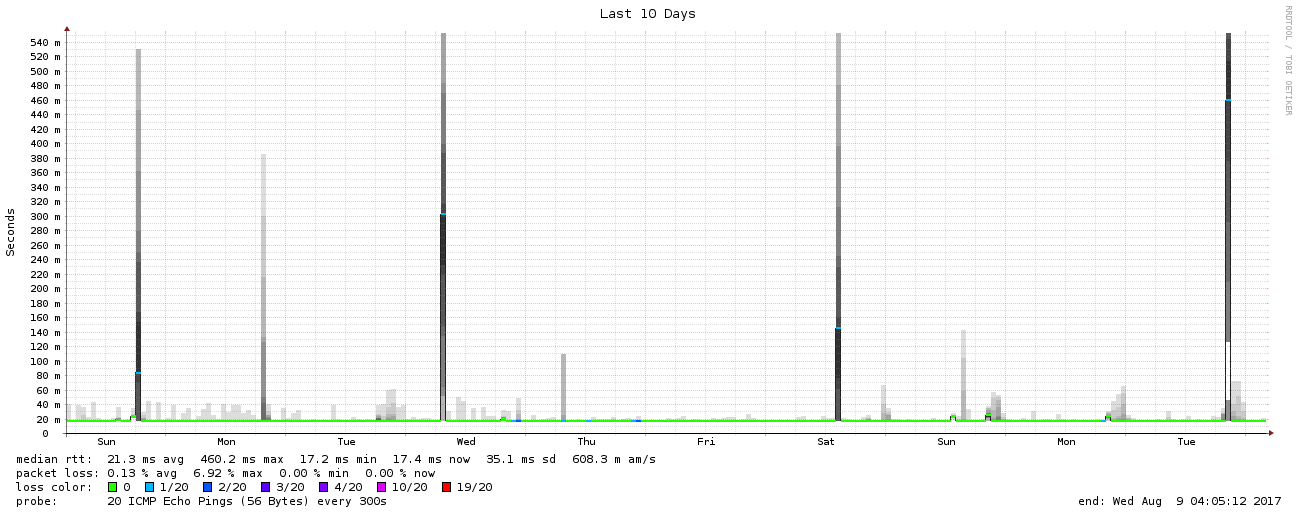 Last 10 Days
RRDTOOL / TOBI OETIKER
Seconds
540 m
520 m
500 m
480 m
460 m
440 m
420 m
400 m
380 m
360 m
340 m
320 m
300 m
280 m
260 m
240 m
220 m
200 m
180 m
160 m
140 m
120 m
100 m
80 m
60 m
40 m
20 m
0
Sun Mon Tue Wed Thu Fri Sat Sun Mon Tue
median rtt: 21.3 ms avg 460.2 ms max 17.2 ms min 17.4 ms now 35.1 ms sd 608.3 m am/s
packet loss: 0.13 % avg 6.92 % max 0.00 % min 0.00 % now
loss color: 0 1/20 2/20 3/20 4/20 10/20 19/20
probe: 20 ICMP Echo Pings (56 Bytes) every 300s end: Wed Aug 9 04:05:12 2017